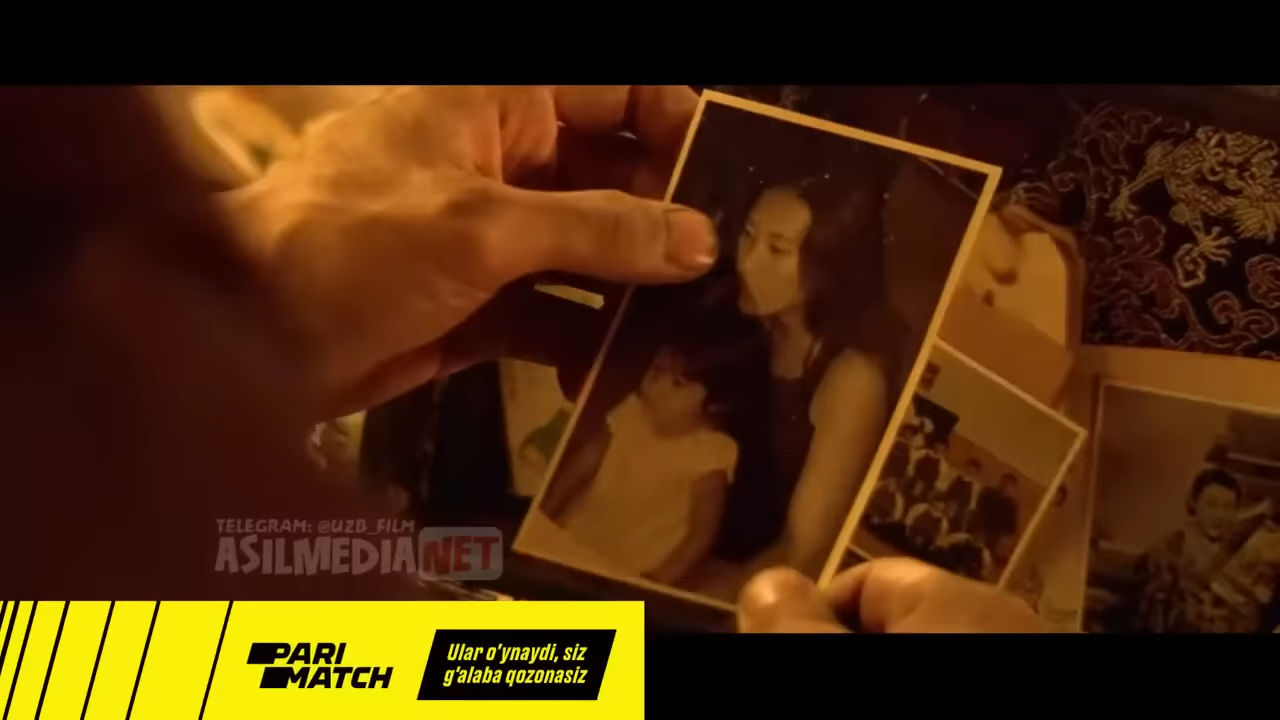 TELEGRAM: @UZB_FILM
ASILMEDIA.NET
PARI
MATCH
Ular o'ynaydi, siz
g'alaba qozonasiz